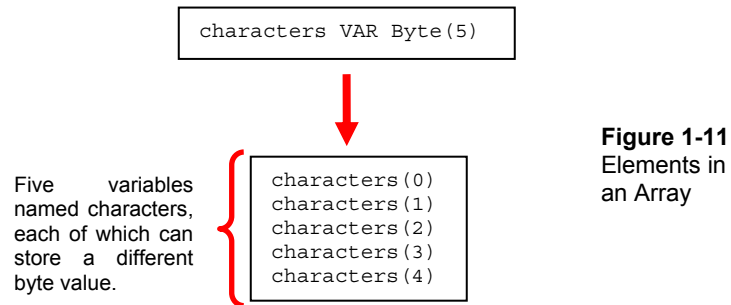 characters VAR Byte(5)
Five variables
named characters,
each of which can
store a different
byte value.
characters(0)
characters(1)
characters(2)
characters(3)
characters(4)
Figure 1-11
Elements in
an Array